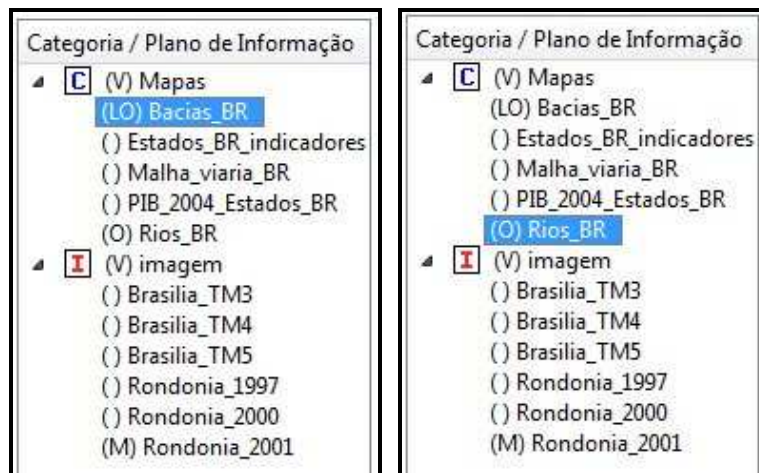 Categoria / Plano de Informação
C (V) Mapas
(LO) Bacias_BR
( ) Estados_BR_indicadores
( ) Malha_viaria_BR
( ) PIB_2004_Estados_BR
(O) Rios_BR
I (V) imagem
( ) Brasilia_TM3
( ) Brasilia_TM4
( ) Brasilia_TM5
( ) Rondonia_1997
( ) Rondonia_2000
(M) Rondonia_2001
Categoria / Plano de Informação
C (V) Mapas
(LO) Bacias_BR
( ) Estados_BR_indicadores
( ) Malha_viaria_BR
( ) PIB_2004_Estados_BR
(O) Rios_BR
I (V) imagem
( ) Brasilia_TM3
( ) Brasilia_TM4
( ) Brasilia_TM5
( ) Rondonia_1997
( ) Rondonia_2000
(M) Rondonia_2001